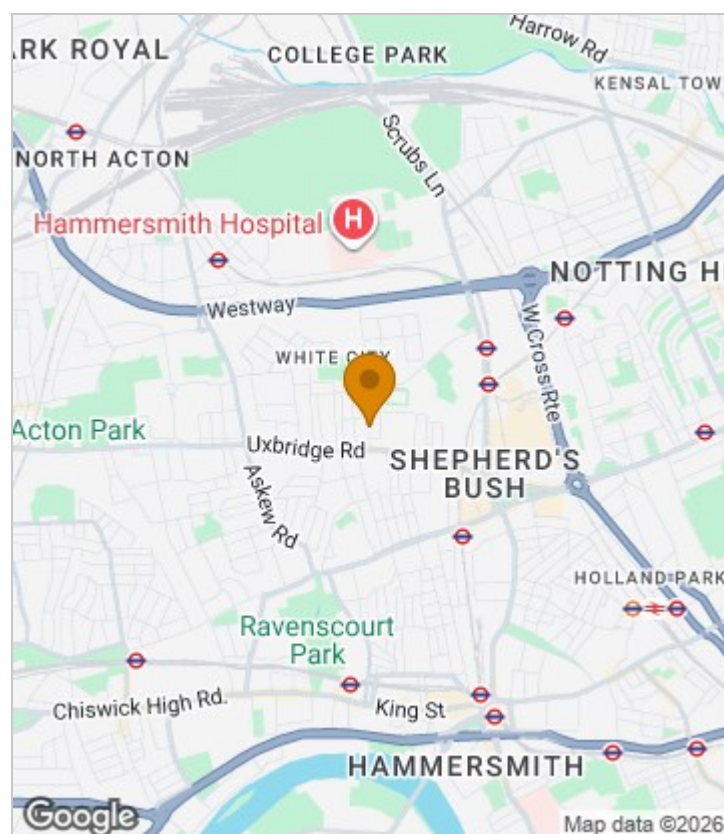 Harrow Rd
ARK ROYAL
COLLEGE PARK
KENSAL TOW
Scrubs Ln
NORTH ACTON
Hammersmith Hospital
H
NOTTING H
Westway
W Cross Rte
WHITE CITY
Acton Park
Uxbridge Rd
SHEPHERD'S
BUSH
Askew Rd
HOLLAND PARK
Ravenscourt
Park
Chiswick High Rd.
King St
HAMMERSMITH
Google
Map data ©2026